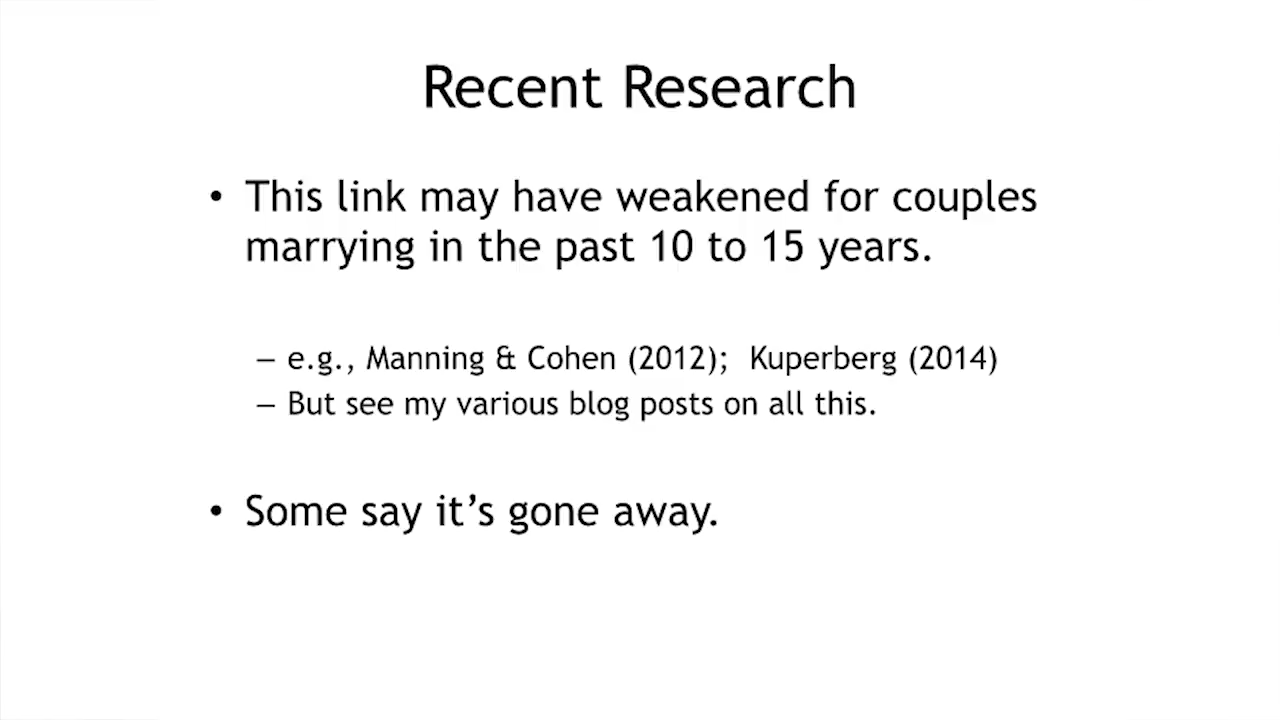 Recent Research
• This link may have weakened for couples
marrying in the past 10 to 15 years.
– e.g., Manning & Cohen (2012);  Kuperberg (2014)
– But see my various blog posts on all this.
• Some say it’s gone away.